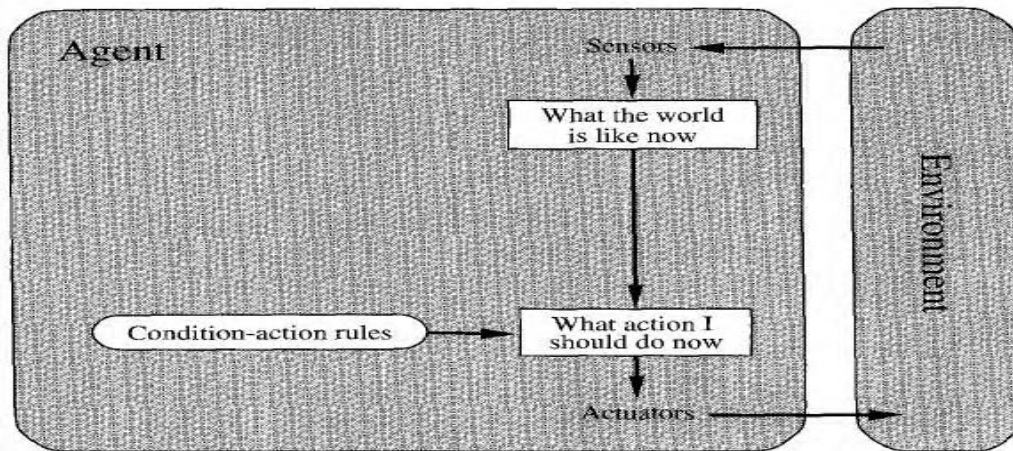 Agent
Sensors
What the world
is like now
Environment
Condition-action rules
What action I
should do now
Actuators